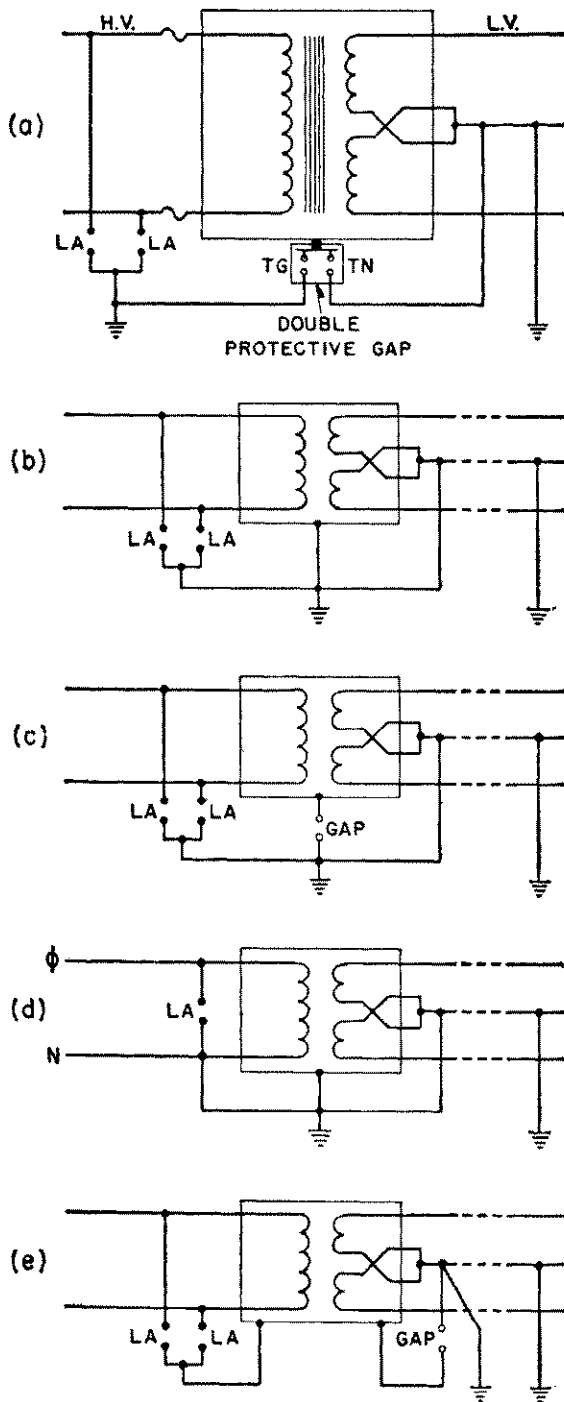 H.V. L.V.
(a)
LA LA
TG TN
DOUBLE
PROTECTIVE GAP
(b)
LA LA
(c)
LA LA GAP
(d)
ϕ
LA
N
(e)
LA LA GAP